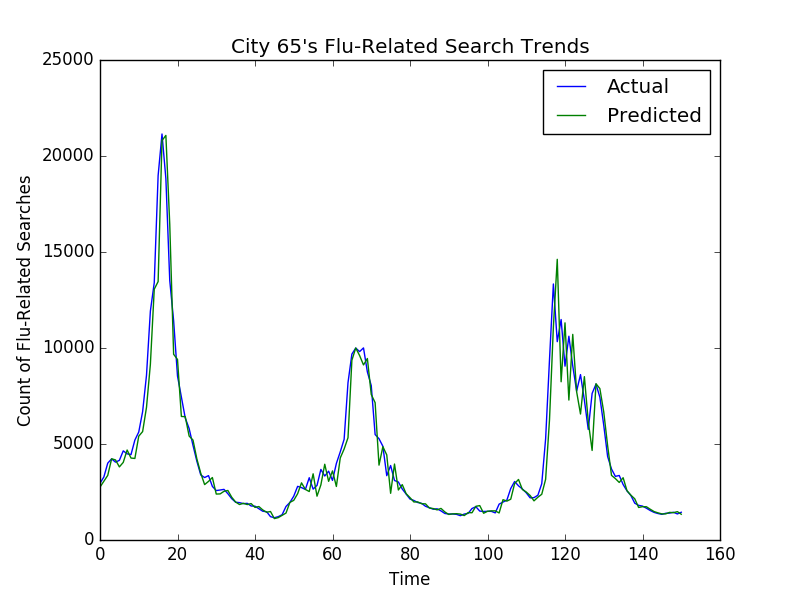 City 65's Flu-Related Search Trends
Actual
Predicted
Count of Flu-Related Searches
25000
20000
15000
10000
5000
0
0 20 40 60 80 100 120 140 160
Time